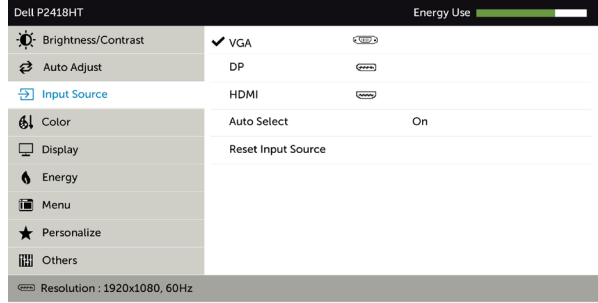 Dell P2418HT Energy Use
Brightness/Contrast
VGA
Auto Adjust
DP
Input Source
HDMI
Color
Auto Select On
Display
Reset Input Source
Energy
Menu
Personalize
Others
Resolution : 1920x1080, 60Hz